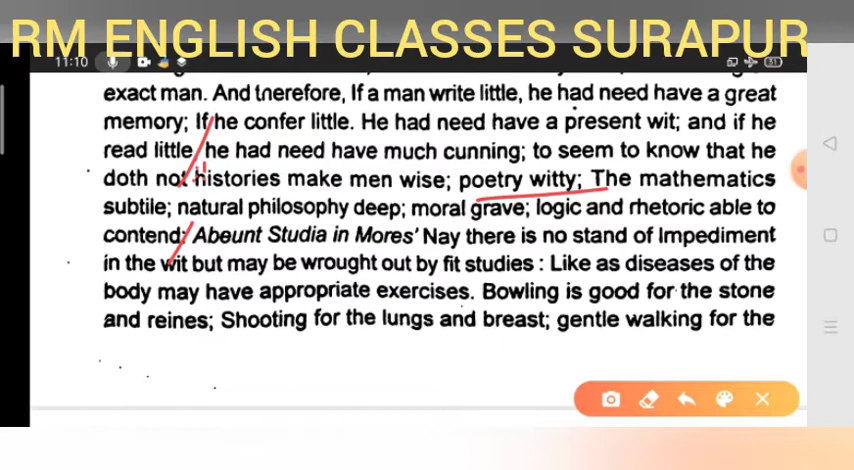 RM ENGLISH CLASSES SURAPUR
11:10
51
exact man. And therefore, If a man write little, he had need have a great
memory; If he confer little. He had need have a present wit; and if he
read little he had need have much cunning; to seem to know that he
doth not histories make men wise; poetry witty; The mathematics
subtile; natural philosophy deep; moral grave; logic and rhetoric able to
contend; Abeunt Studia in Mores' Nay there is no stand of Impediment
in the wit but may be wrought out by fit studies : Like as diseases of the
body may have appropriate exercises. Bowling is good for the stone
and reines; Shooting for the lungs and breast; gentle walking for the